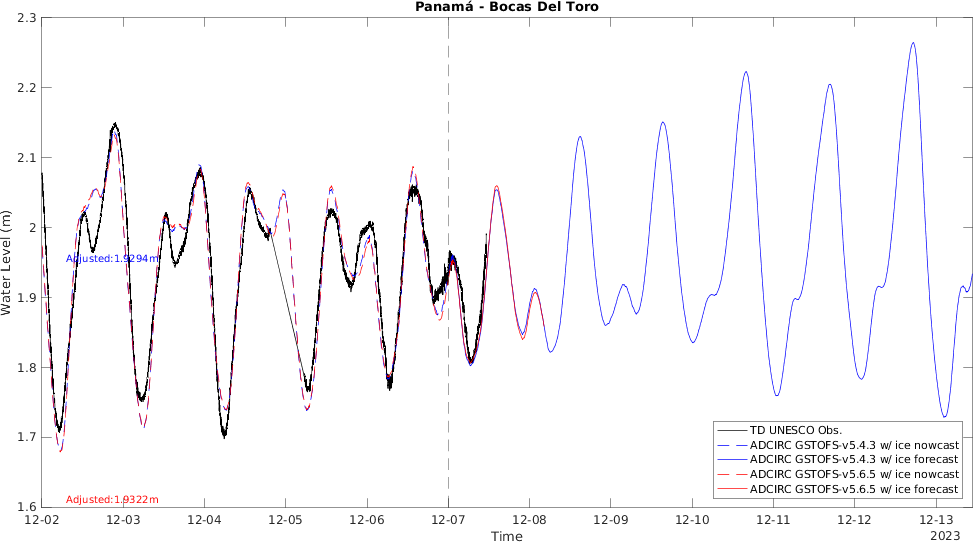 Panamá - Bocas Del Toro
2.3
2.2
2.1
2
1.9
1.8
1.7
1.6
Water Level (m)
Adjusted:1.9294m
Adjusted:1.9322m
TD UNESCO Obs.
ADCIRC GSTOFS-v5.4.3 w/ ice nowcast
ADCIRC GSTOFS-v5.4.3 w/ ice forecast
ADCIRC GSTOFS-v5.6.5 w/ ice nowcast
ADCIRC GSTOFS-v5.6.5 w/ ice forecast
12-02 12-03 12-04 12-05 12-06 12-07 12-08 12-09 12-10 12-11 12-12 12-13
Time
2023